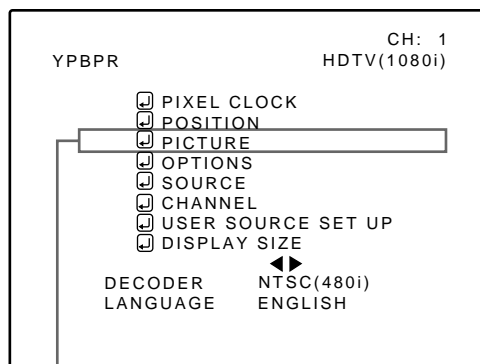 CH: 1
YPBPR HDTV(1080i)
PIXEL CLOCK
POSITION
PICTURE
OPTIONS
SOURCE
CHANNEL
USER SOURCE SET UP
DISPLAY SIZE
DECODER NTSC(480i)
LANGUAGE ENGLISH